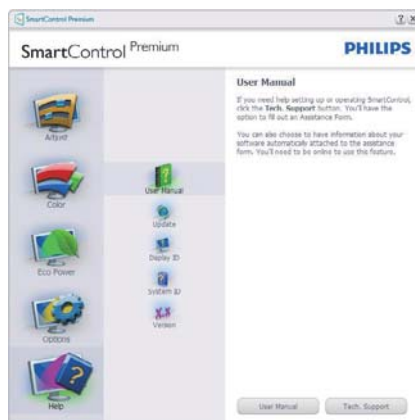 SmartControl Premium
SmartControl Premium
PHILIPS
User Manual
If you need help setting up or operating SmartControl,
click the Tech. Support button. You'll have the
option to fill out an Assistance Form.
You can also choose to have information about your
software automatically attached to the assistance
form. You'll need to be online to use this feature.
Adjust
Color
Eco Power
Options
Help
User Manual
Update
Display ID
System ID
Version
User Manual
Tech. Support